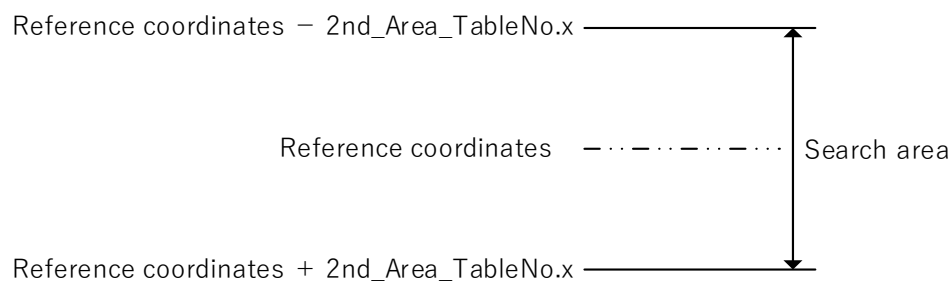 Reference coordinates − 2nd_Area_TableNo.x
Reference coordinates
Search area
Reference coordinates + 2nd_Area_TableNo.x